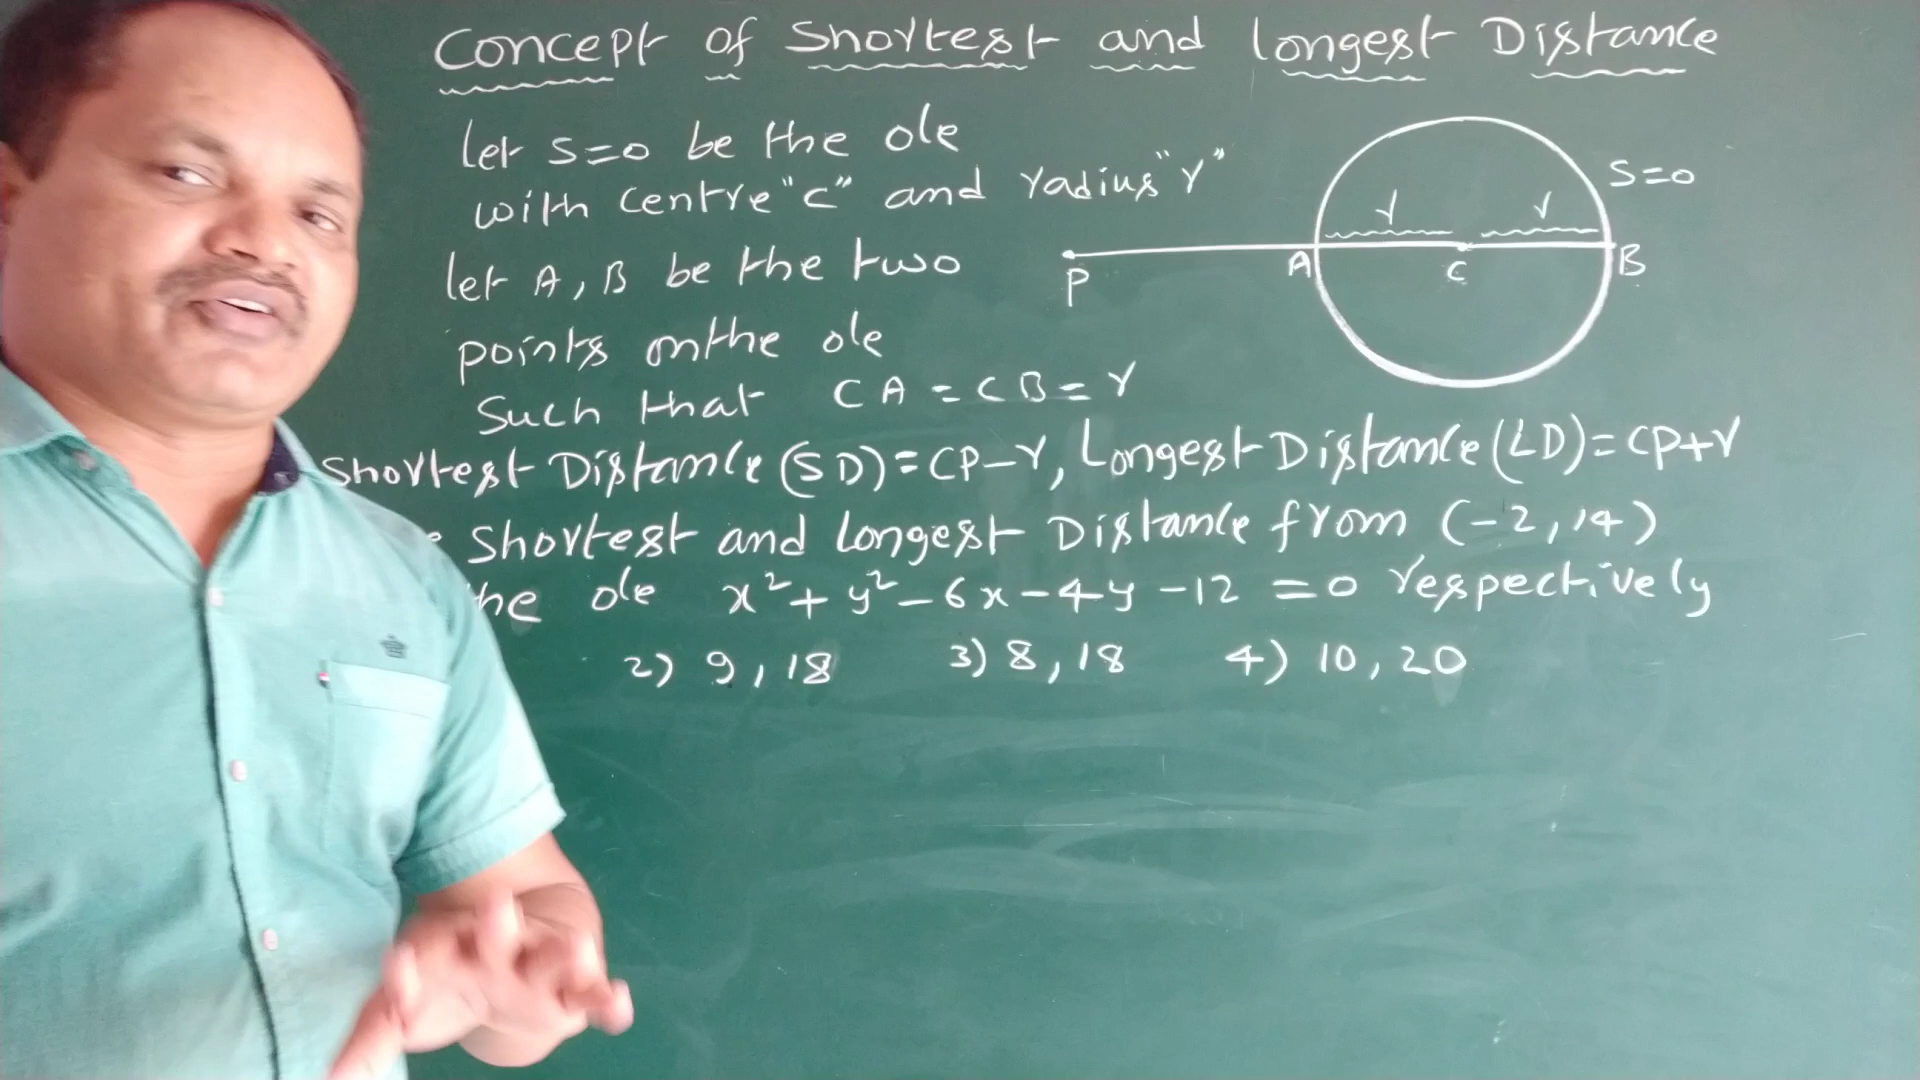 Concept of Shortest and Longest Distance
let S=0 be the ole
with centre "c" and radius "r"
let A, B be the two
points on the ole
Such that CA = CB = r
Shortest Distance (SD) = CP-r, Longest Distance (LD) = CP+r
Shortest and Longest Distance from (-2, 14)
he ole x²+y²-6x-4y-12=0 respectively
2) 9, 18 3) 8, 18 4) 10, 20
S=0
r r
P A C B